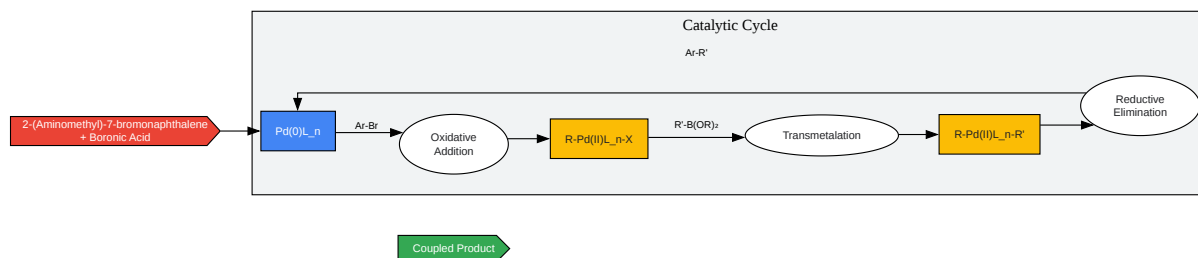 Catalytic Cycle
Ar-R'
2-(Aminomethyl)-7-bromonaphthalene
+ Boronic Acid
Pd(0)L_n
Ar-Br
Oxidative
Addition
R-Pd(II)L_n-X
R'-B(OR)₂
Transmetalation
R-Pd(II)L_n-R'
Reductive
Elimination
Coupled Product